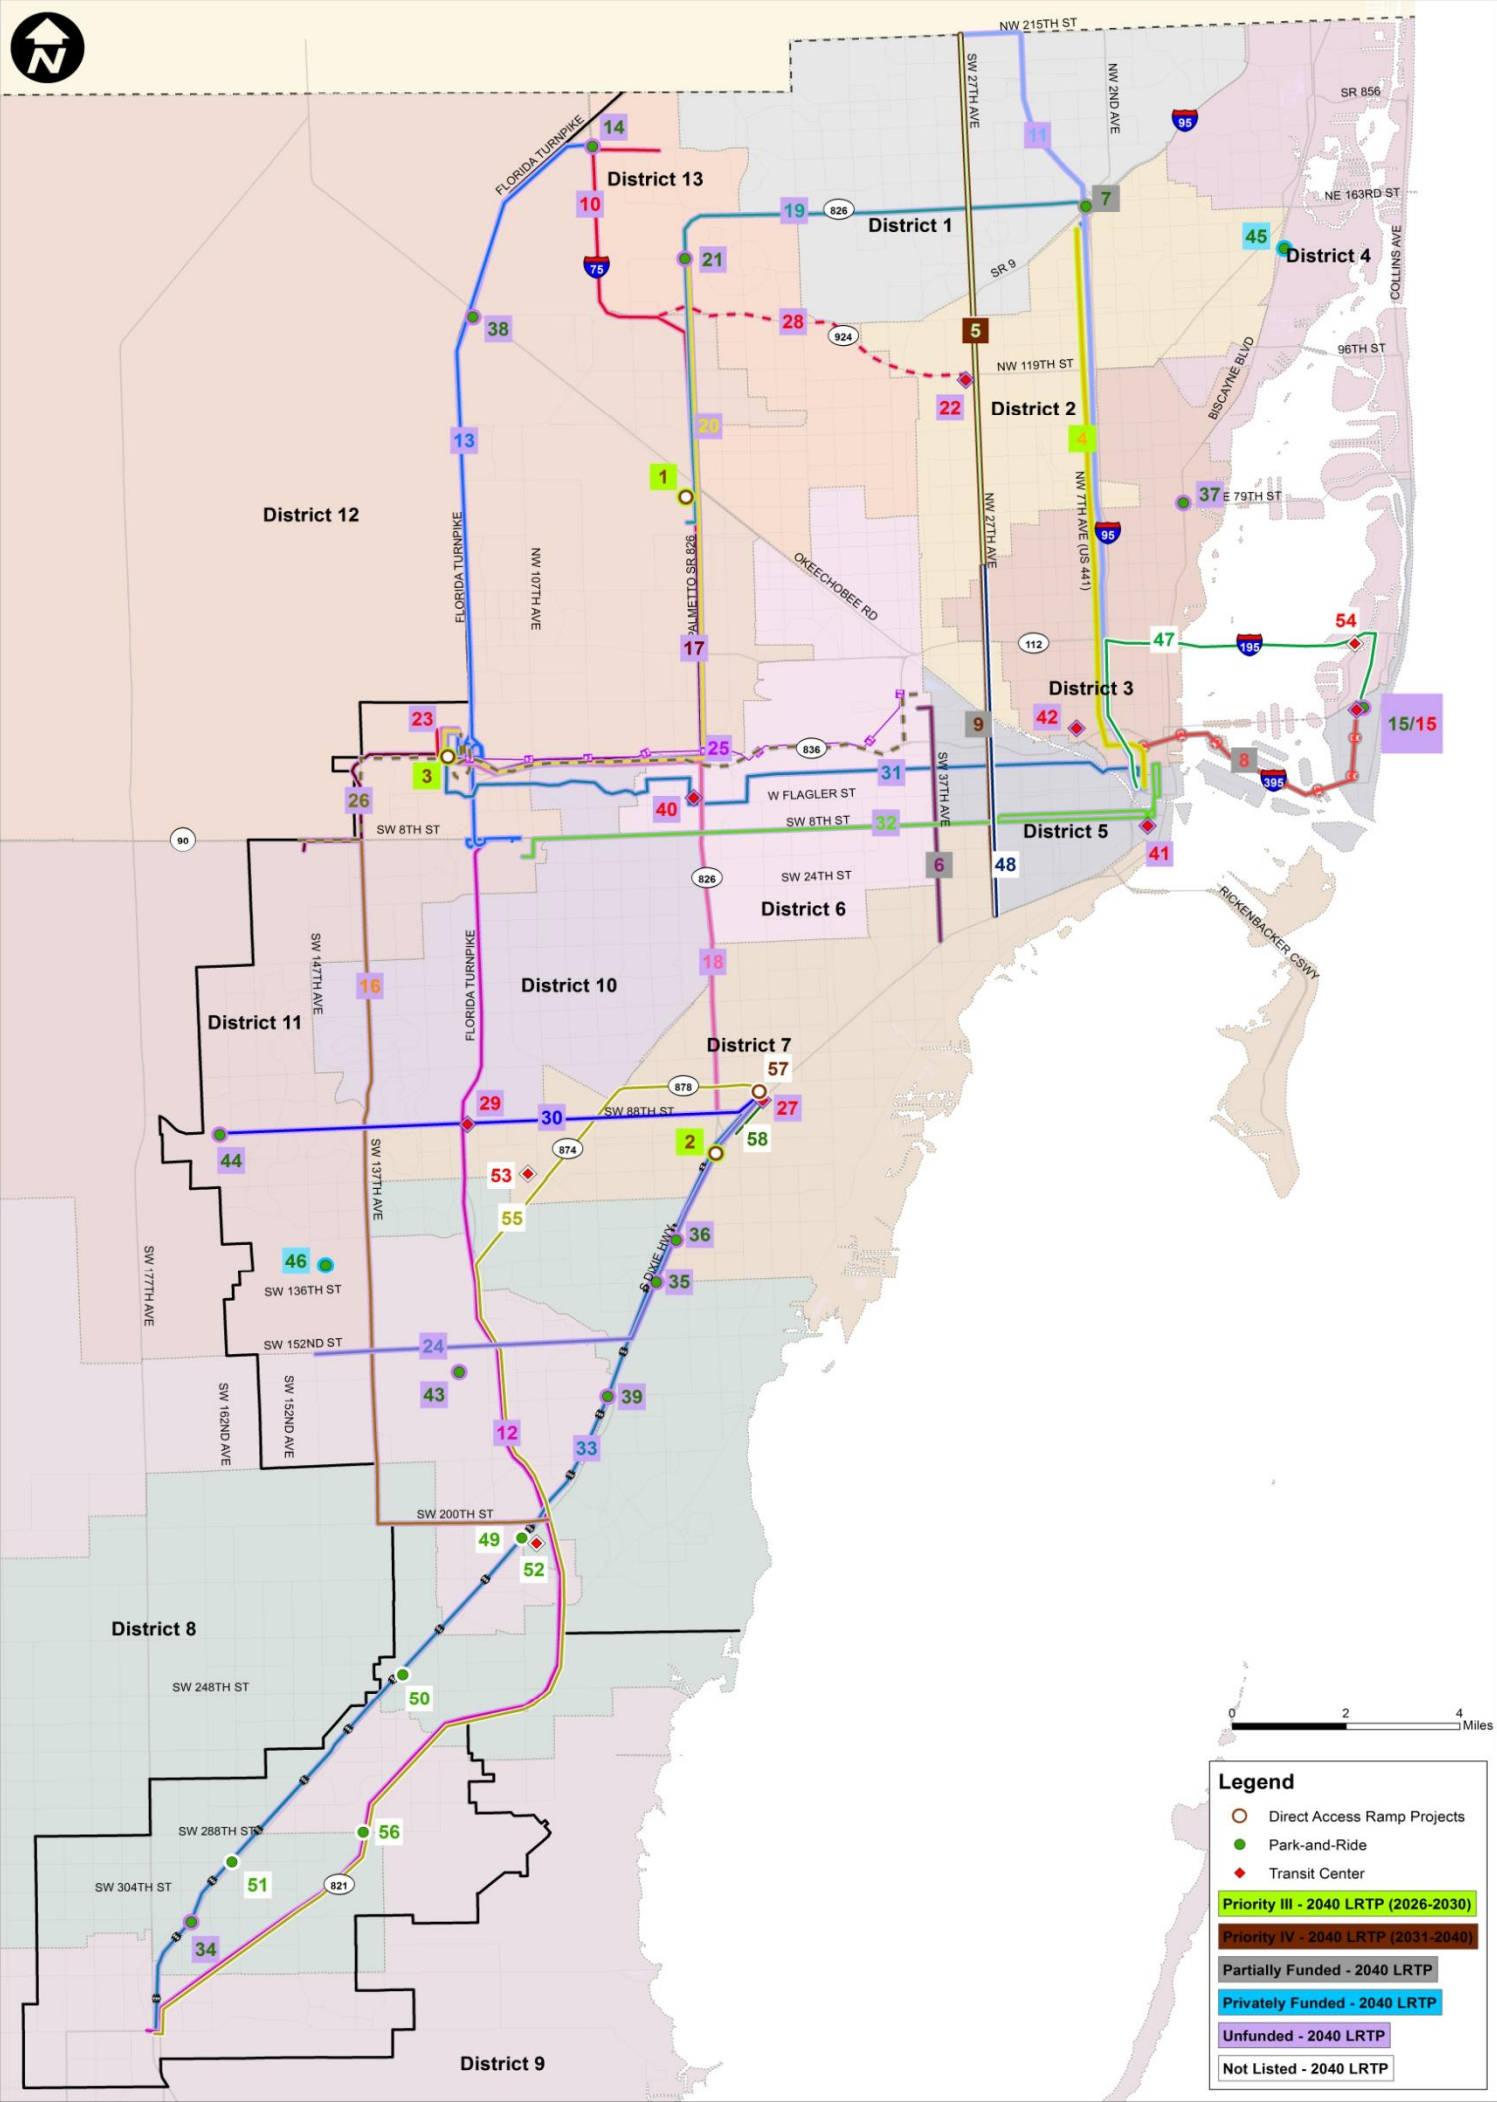 N
NW 215TH ST
SW 27TH AVE
NW 2ND AVE
SR 856
95
11
14
FLORIDA TURNPIKE
District 13
10
NE 163RD ST
7
19
826
District 1
45
District 4
COLLINS AVE
21
75
SR 9
38
28
924
5
96TH ST
NW 119TH ST
BISCAYNE BLVD
22
District 2
20
13
4
1
NW 7TH AVE (US 441)
37
E 79TH ST
District 12
FLORIDA TURNPIKE
NW 107TH AVE
PALMETTO SR 826
OKEECHOBEE RD
NW 27TH AVE
95
54
112
47
195
17
District 3
23
42
15/15
9
25
836
8
3
31
395
SW 37TH AVE
26
40
W FLAGLER ST
SW 8TH ST
90
SW 8TH ST
32
District 5
41
6
48
826
SW 24TH ST
District 6
RICKENBACKER CSWY
SW 147TH AVE
FLORIDA TURNPIKE
16
18
District 10
District 11
District 7
57
878
29
30
SW 88TH ST
27
44
874
2
58
SW 137TH AVE
53
55
36
S DIXIE HWY
SW 177TH AVE
46
35
SW 136TH ST
SW 152ND ST
24
43
39
SW 162ND AVE
SW 152ND AVE
12
33
SW 200TH ST
49
52
District 8
SW 248TH ST
50
0 2 4
Miles
SW 288TH ST
56
51
SW 304TH ST
821
34
District 9
Legend
Direct Access Ramp Projects
Park-and-Ride
Transit Center
Priority III - 2040 LRTP (2026-2030)
Priority IV - 2040 LRTP (2031-2040)
Partially Funded - 2040 LRTP
Privately Funded - 2040 LRTP
Unfunded - 2040 LRTP
Not Listed - 2040 LRTP